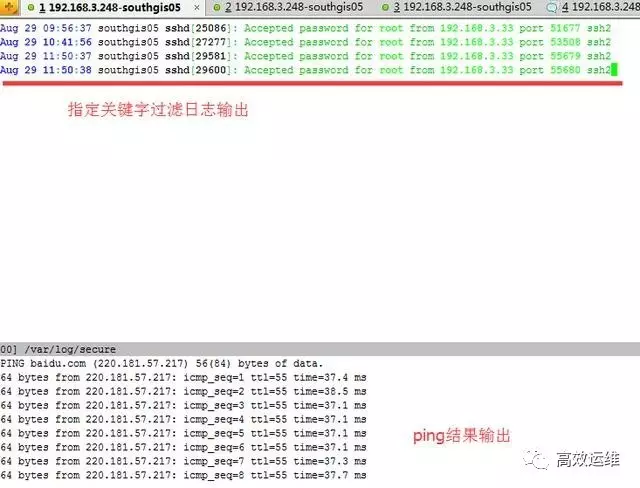 1 192.168.3.248-southgis05 × 2 192.168.3.248-southgis05 3 192.168.3.248-southgis05 4 192.168.3.248
Aug 29 09:56:37 southgis05 sshd[25086]: Accepted password for root from 192.168.3.33 port 51677 ssh2
Aug 29 10:41:56 southgis05 sshd[27277]: Accepted password for root from 192.168.3.33 port 53508 ssh2
Aug 29 11:50:37 southgis05 sshd[29581]: Accepted password for root from 192.168.3.33 port 55679 ssh2
Aug 29 11:50:38 southgis05 sshd[29600]: Accepted password for root from 192.168.3.33 port 55680 ssh2
指定关键字过滤日志输出
00] /var/log/secure
PING baidu.com (220.181.57.217) 56(84) bytes of data.
64 bytes from 220.181.57.217: icmp_seq=1 ttl=55 time=37.4 ms
64 bytes from 220.181.57.217: icmp_seq=2 ttl=55 time=38.5 ms
64 bytes from 220.181.57.217: icmp_seq=3 ttl=55 time=37.1 ms
64 bytes from 220.181.57.217: icmp_seq=4 ttl=55 time=37.1 ms
64 bytes from 220.181.57.217: icmp_seq=5 ttl=55 time=37.1 ms
64 bytes from 220.181.57.217: icmp_seq=6 ttl=55 time=37.1 ms
64 bytes from 220.181.57.217: icmp_seq=7 ttl=55 time=37.3 ms
64 bytes from 220.181.57.217: icmp_seq=8 ttl=55 time=37.7 ms
ping结果输出
高效运维